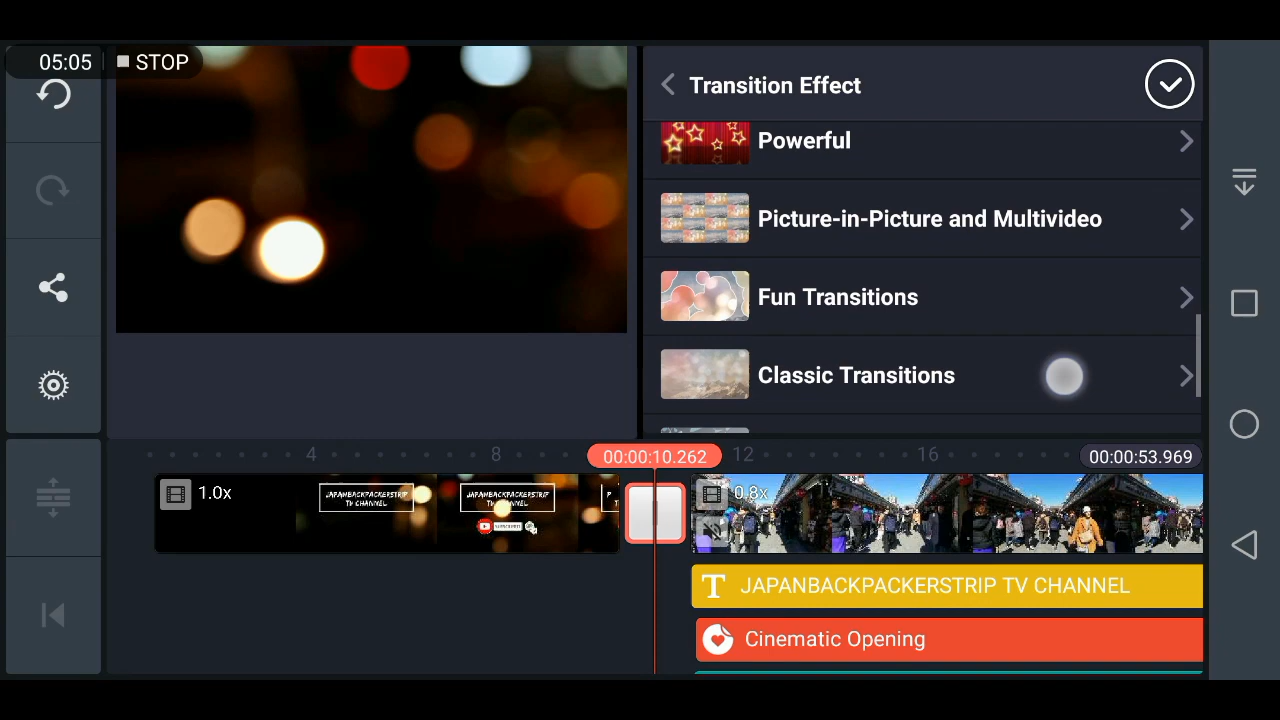 05:05 STOP
Transition Effect
Powerful
Picture-in-Picture and Multivideo
Fun Transitions
Classic Transitions
4 8 12 16
00:00:10.262
00:00:53.969
1.0x
JAPANBACKPACKERSTRIP
TV CHANNEL
JAPANBACKPACKERSTRIP
TV CHANNEL
0.8x
T JAPANBACKPACKERSTRIP TV CHANNEL
Cinematic Opening